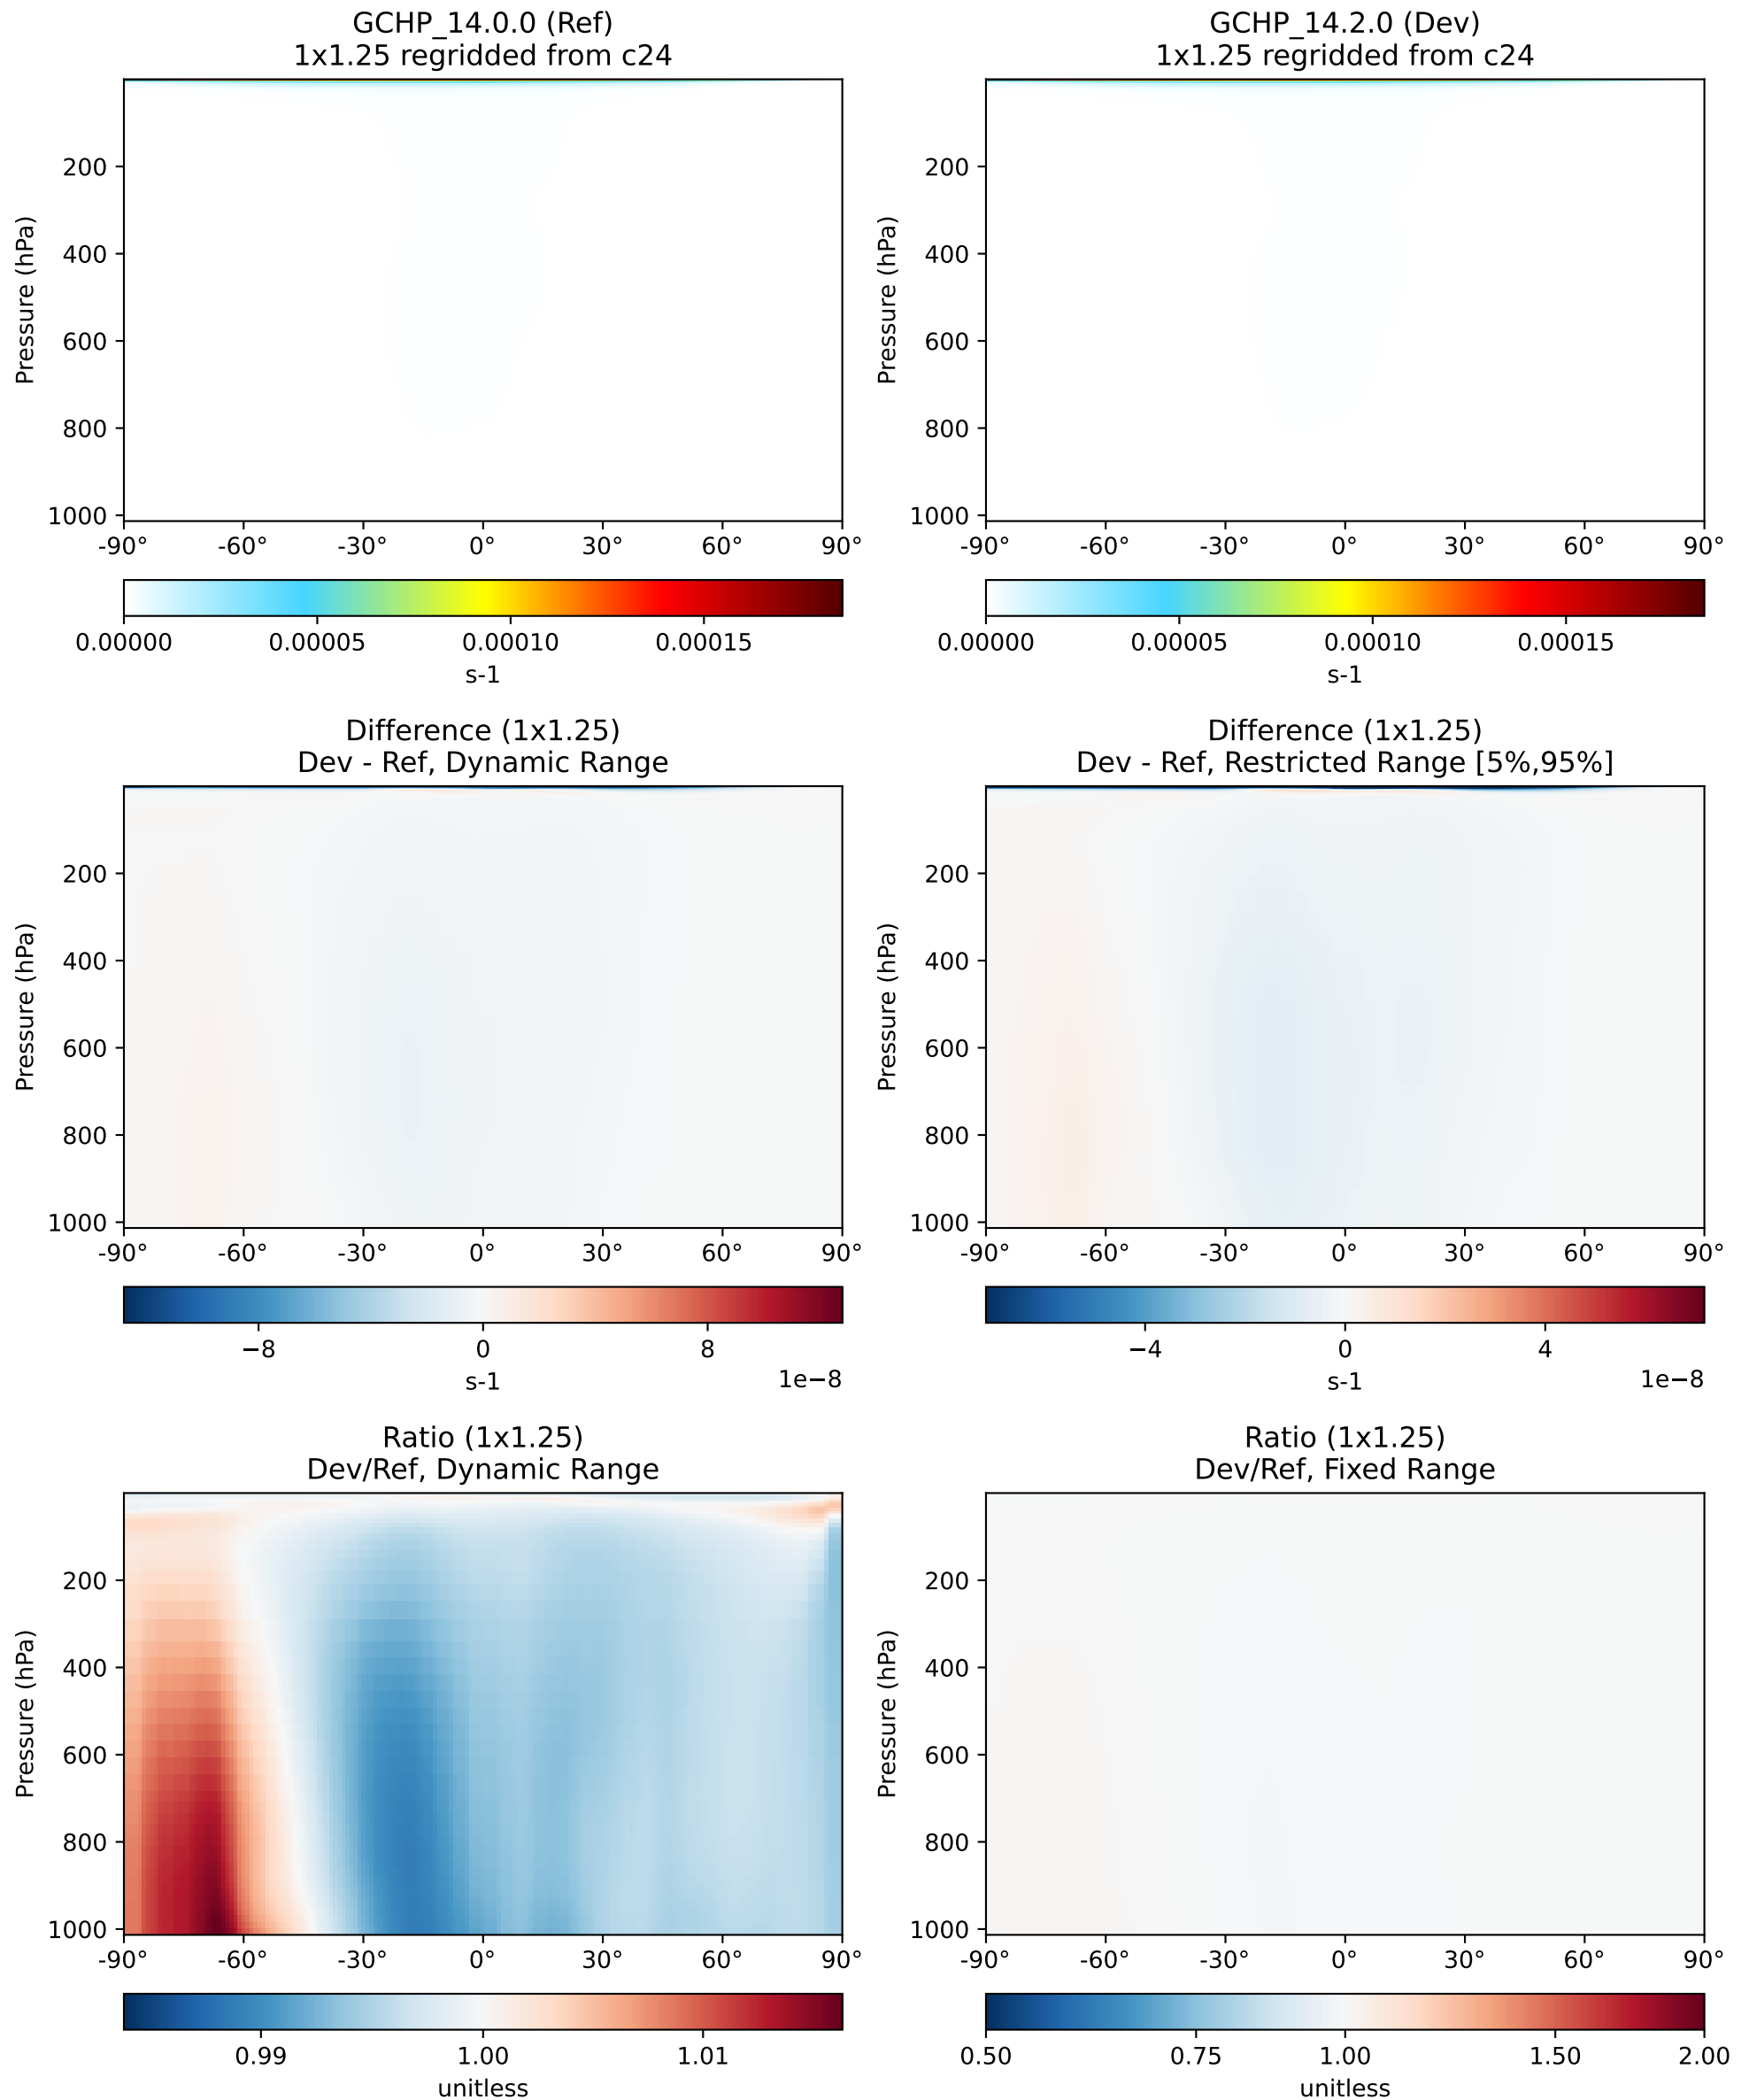 GCHP_14.0.0 (Ref)
1x1.25 regridded from c24
Pressure (hPa)
200
400
600
800
1000
-90° -60° -30° 0° 30° 60° 90°
0.00000 0.00005 0.00010 0.00015
s-1
GCHP_14.2.0 (Dev)
1x1.25 regridded from c24
Pressure (hPa)
200
400
600
800
1000
-90° -60° -30° 0° 30° 60° 90°
0.00000 0.00005 0.00010 0.00015
s-1
Difference (1x1.25)
Dev - Ref, Dynamic Range
Pressure (hPa)
200
400
600
800
1000
-90° -60° -30° 0° 30° 60° 90°
−8 0 8
s-1 1e−8
Difference (1x1.25)
Dev - Ref, Restricted Range [5%,95%]
Pressure (hPa)
200
400
600
800
1000
-90° -60° -30° 0° 30° 60° 90°
−4 0 4
s-1 1e−8
Ratio (1x1.25)
Dev/Ref, Dynamic Range
Pressure (hPa)
200
400
600
800
1000
-90° -60° -30° 0° 30° 60° 90°
0.99 1.00 1.01
unitless
Ratio (1x1.25)
Dev/Ref, Fixed Range
Pressure (hPa)
200
400
600
800
1000
-90° -60° -30° 0° 30° 60° 90°
0.50 0.75 1.00 1.50 2.00
unitless